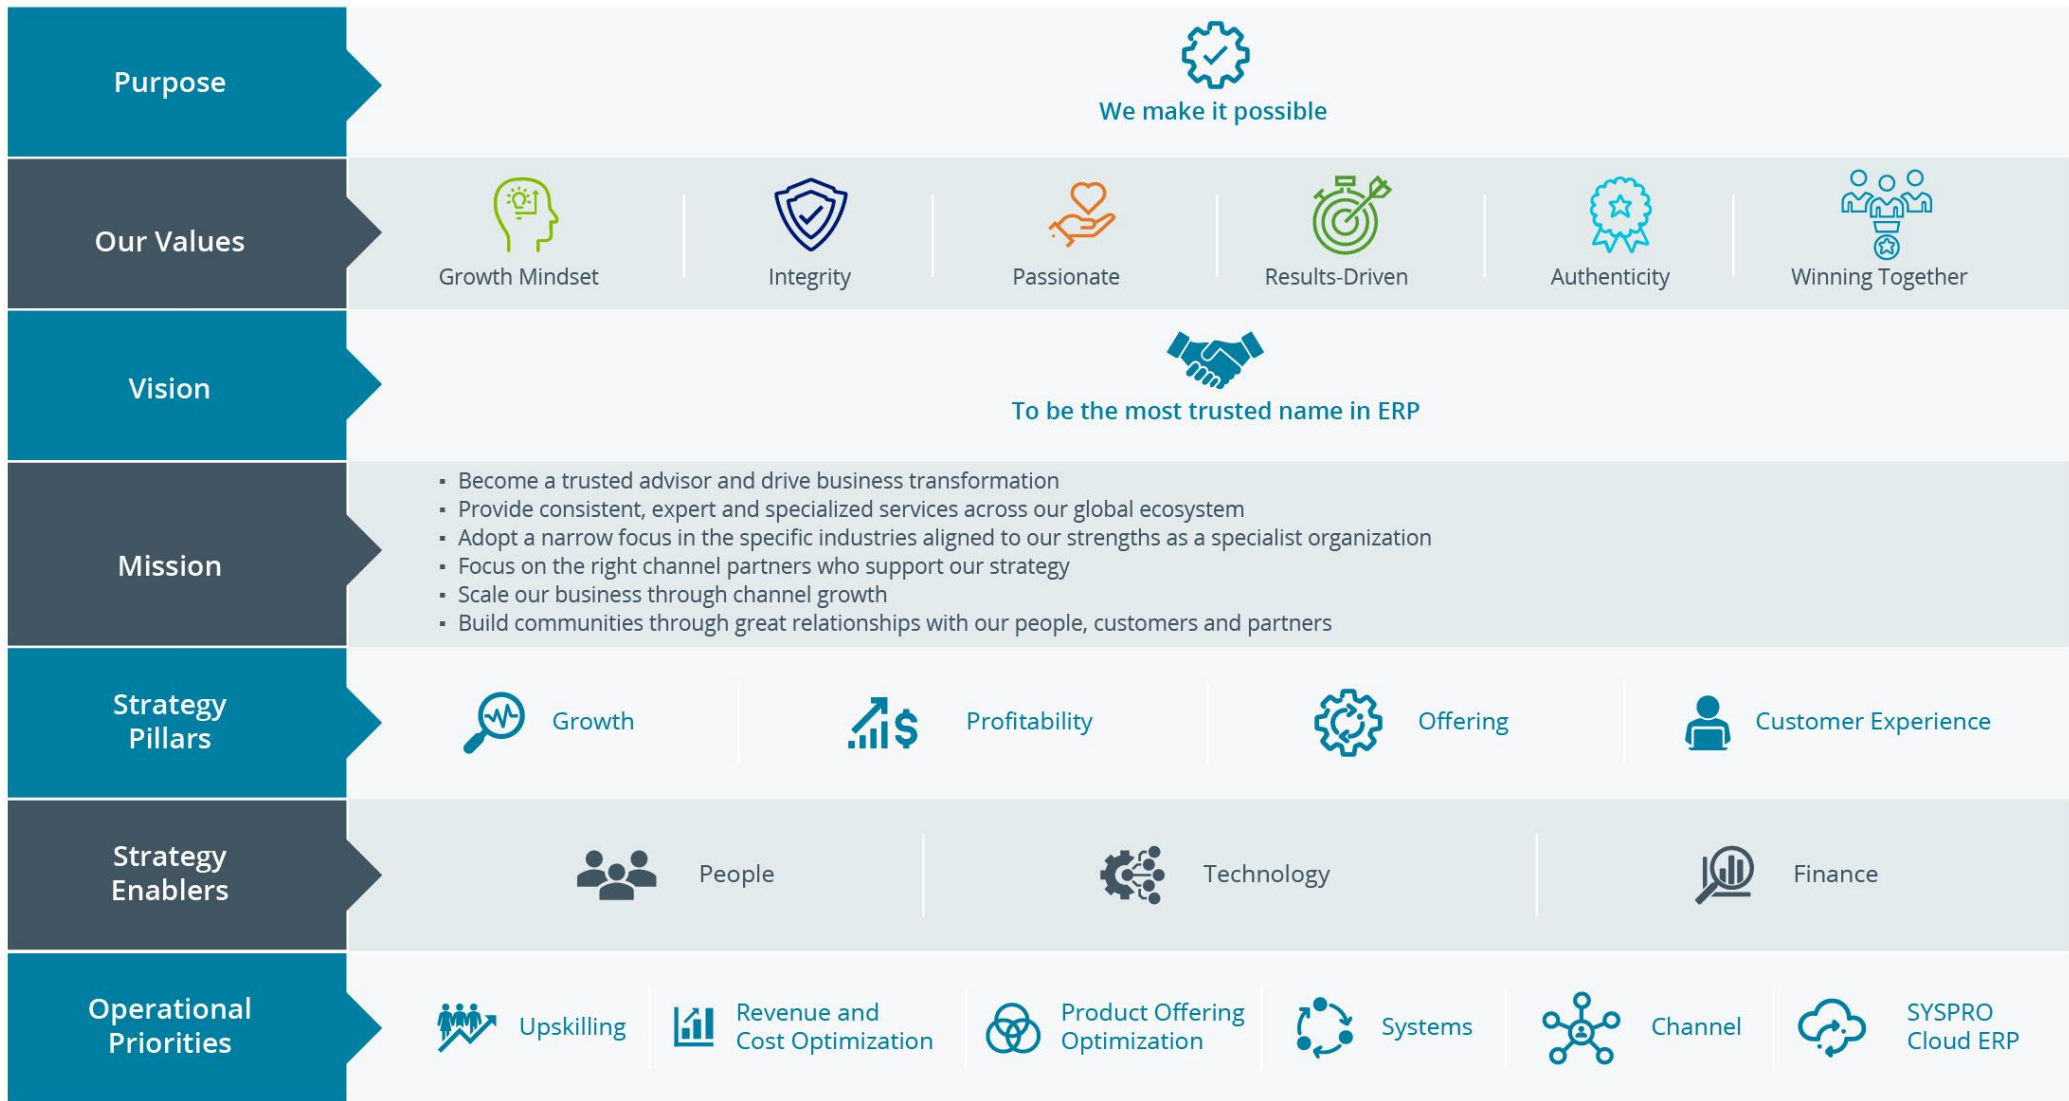 Purpose
We make it possible
Our Values
Growth Mindset
Integrity
Passionate
Results-Driven
Authenticity
Winning Together
Vision
To be the most trusted name in ERP
Mission
▪ Become a trusted advisor and drive business transformation
▪ Provide consistent, expert and specialized services across our global ecosystem
▪ Adopt a narrow focus in the specific industries aligned to our strengths as a specialist organization
▪ Focus on the right channel partners who support our strategy
▪ Scale our business through channel growth
▪ Build communities through great relationships with our people, customers and partners
Strategy
Pillars
Growth
Profitability
Offering
Customer Experience
Strategy
Enablers
People
Technology
Finance
Operational
Priorities
Upskilling
Revenue and
Cost Optimization
Product Offering
Optimization
Systems
Channel
SYSPRO
Cloud ERP